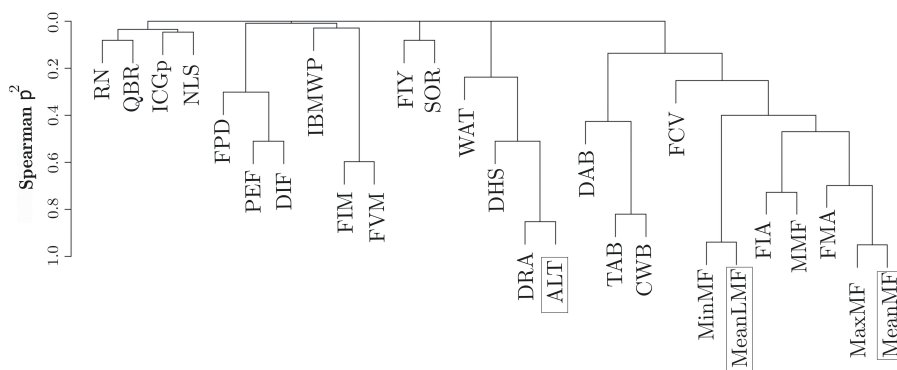 Spearman ρ²
0.0
0.2
0.4
0.6
0.8
1.0
RN
QBR
ICGp
NLS
FPD
PEF
DIF
IBMWP
FIM
FVM
FIY
SOR
WAT
DHS
DRA
ALT
DAB
TAB
CWB
FCV
MinMF
MeanLMF
FIA
MMF
FMA
MaxMF
MeanMF